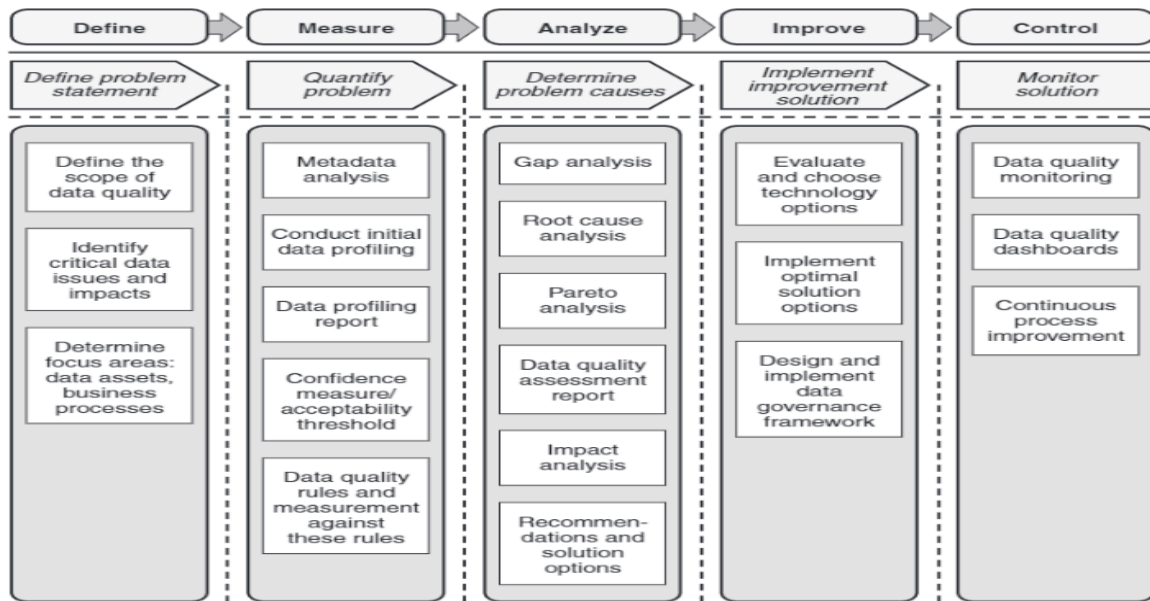 Define
Measure
Analyze
Improve
Control
Define problem
statement
Quantify
problem
Determine
problem causes
Implement
improvement
solution
Monitor
solution
Define the
scope of
data quality
Identify
critical data
issues and
impacts
Determine
focus areas:
data assets,
business
processes
Metadata
analysis
Conduct initial
data profiling
Data profiling
report
Confidence
measure/
acceptability
threshold
Data quality
rules and
measurement
against
these rules
Gap analysis
Root cause
analysis
Pareto
analysis
Data quality
assessment
report
Impact
analysis
Recommen-
dations and
solution
options
Evaluate
and choose
technology
options
Implement
optimal
solution
options
Design and
implement
data
governance
framework
Data quality
monitoring
Data quality
dashboards
Continuous
process
improvement